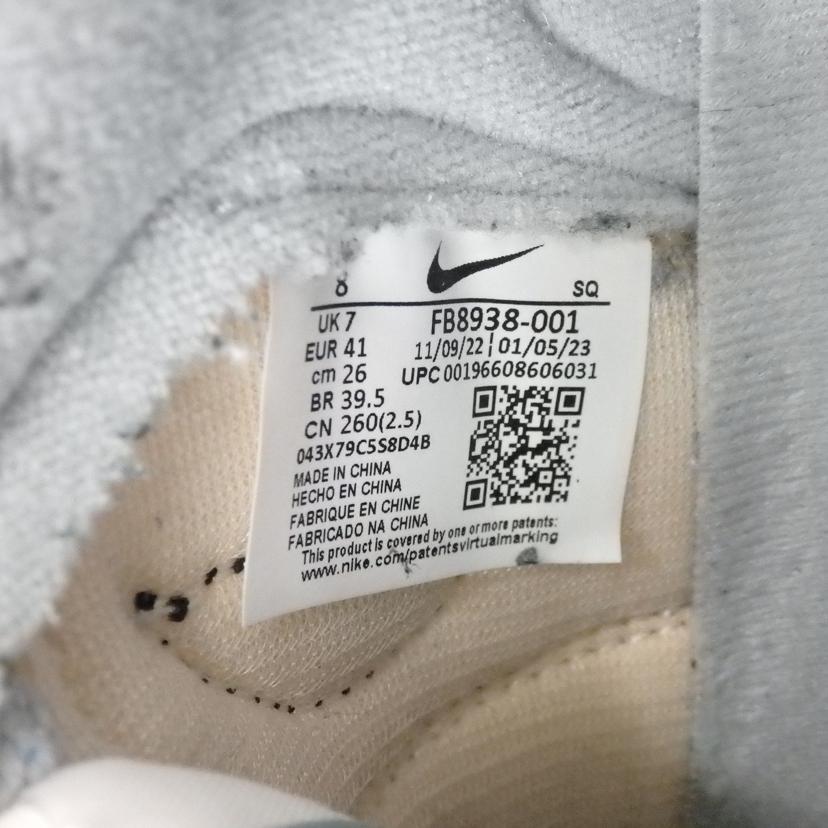 8 SQ
UK 7 FB8938-001
EUR 41 11/09/22 | 01/05/23
cm 26 UPC 00196608606031
BR 39.5
CN 260(2.5)
043X79C5S8D4B
MADE IN CHINA
HECHO EN CHINA
FABRIQUE EN CHINE
FABRICADO NA CHINA
This product is covered by one or more patents:
www.nike.com/patentsvirtualmarking